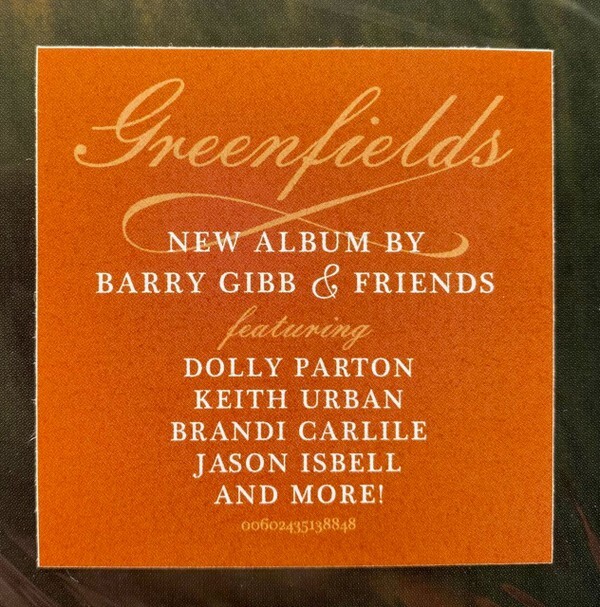 Greenfields
NEW ALBUM BY
BARRY GIBB & FRIENDS
featuring
DOLLY PARTON
KEITH URBAN
BRANDI CARLILE
JASON ISBELL
AND MORE!
00602435138848